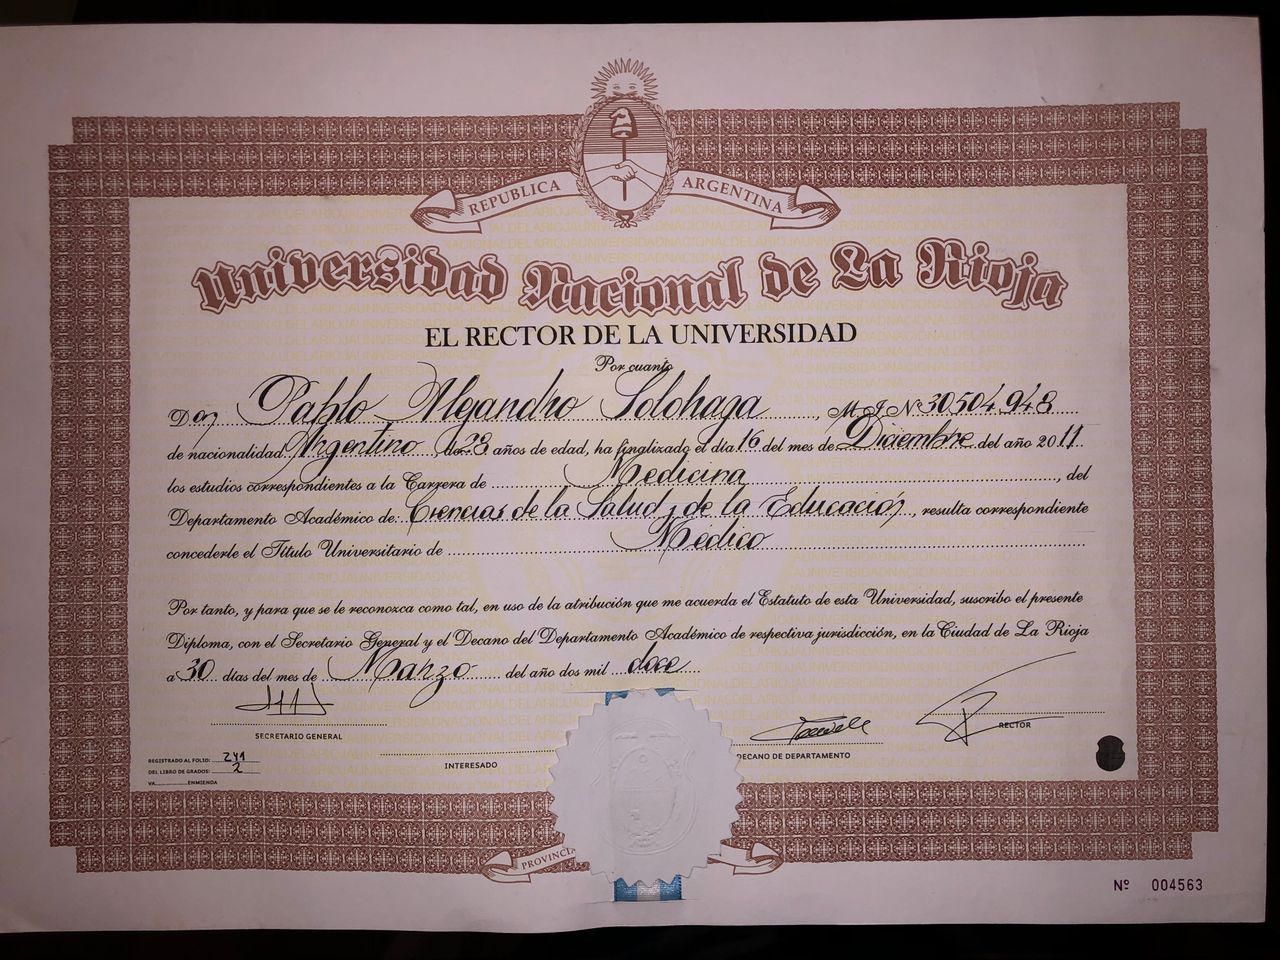 REPUBLICA ARGENTINA
Universidad Nacional de La Rioja
EL RECTOR DE LA UNIVERSIDAD
Por cuanto
Don Pablo Alejandro Solohaga, M.I.Nº 30504948
de nacionalidad Argentino de 28 años de edad, ha finalizado el día 16 del mes de Diciembre del año 2011
los estudios correspondientes a la Carrera de Medicina, del
Departamento Académico de Ciencias de la Salud y de la Educación, resulta correspondiente
concederle el Título Universitario de Médico
Por tanto, y para que se le reconozca como tal, en uso de la atribución que me acuerda el Estatuto de esta Universidad, suscribo el presente
Diploma, con el Secretario General y el Decano del Departamento Académico de respectiva jurisdicción, en la Ciudad de La Rioja
a 30 días del mes de Marzo del año dos mil doce
SECRETARIO GENERAL
INTERESADO
DECANO DE DEPARTAMENTO
RECTOR
REGISTRADO AL FOLIO: 241
DEL LIBRO DE GRADOS: 2
VA ENMIENDA
PROVINCIA
Nº 004563